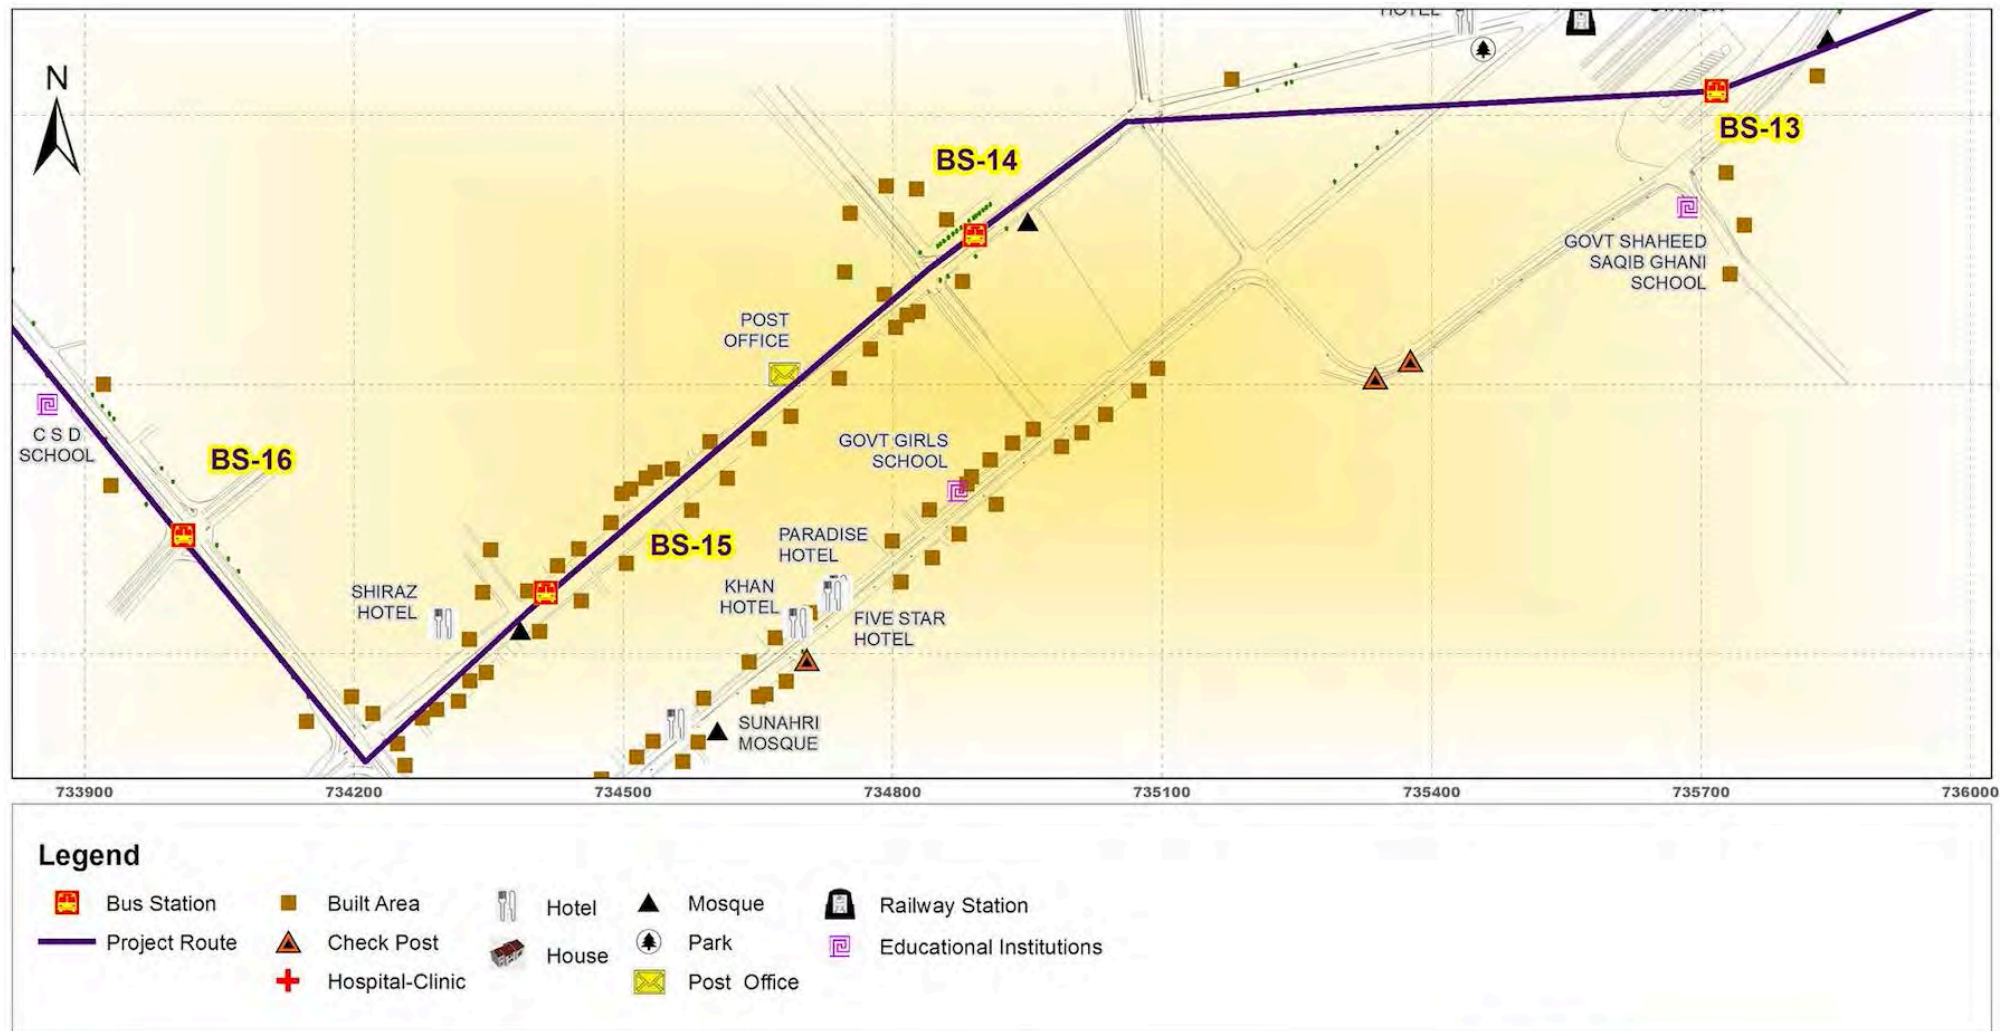 HOTEL
N
BS-13
BS-14
GOVT SHAHEED
SAQIB GHANI
SCHOOL
POST
OFFICE
C S D
SCHOOL
BS-16
GOVT GIRLS
SCHOOL
BS-15
PARADISE
HOTEL
SHIRAZ
HOTEL
KHAN
HOTEL
FIVE STAR
HOTEL
SUNAHRI
MOSQUE
733900 734200 734500 734800 735100 735400 735700 736000
Legend
Bus Station
Project Route
Built Area
Check Post
Hospital-Clinic
Hotel
House
Mosque
Park
Post Office
Railway Station
Educational Institutions